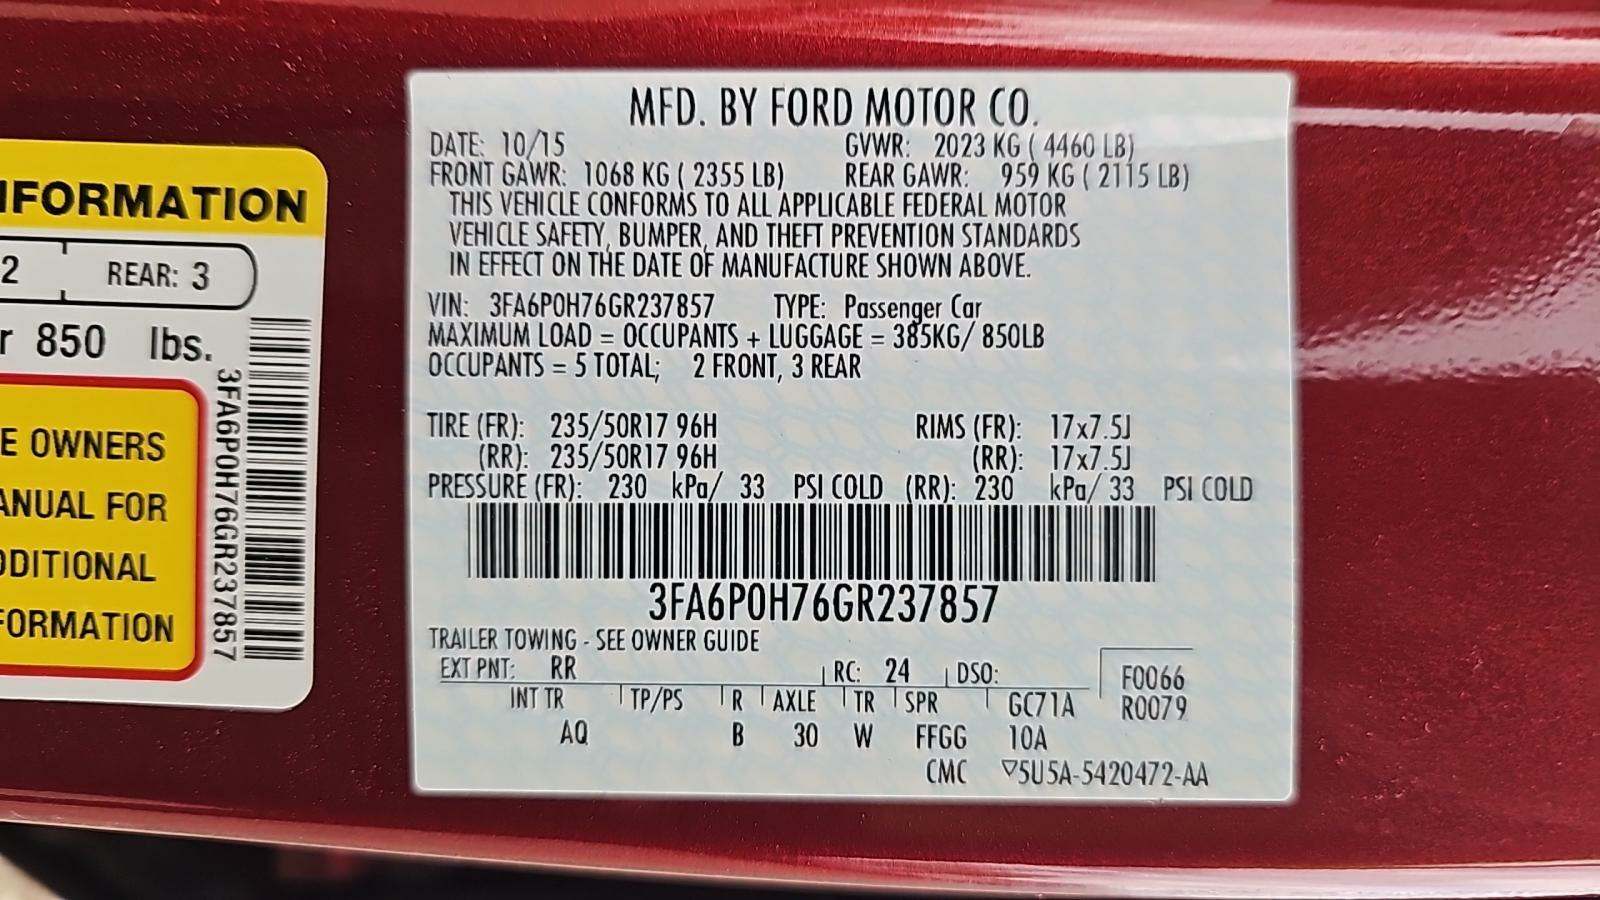 NFORMATION
2 REAR: 3
r 850 lbs.
E OWNERS
ANUAL FOR
DDITIONAL
FORMATION
3FA6P0H76GR237857
MFD. BY FORD MOTOR CO.
DATE: 10/15 GVWR: 2023 KG ( 4460 LB)
FRONT GAWR: 1068 KG ( 2355 LB) REAR GAWR: 959 KG ( 2115 LB)
THIS VEHICLE CONFORMS TO ALL APPLICABLE FEDERAL MOTOR
VEHICLE SAFETY, BUMPER, AND THEFT PREVENTION STANDARDS
IN EFFECT ON THE DATE OF MANUFACTURE SHOWN ABOVE.
VIN: 3FA6P0H76GR237857 TYPE: Passenger Car
MAXIMUM LOAD = OCCUPANTS + LUGGAGE = 385KG/ 850LB
OCCUPANTS = 5 TOTAL; 2 FRONT, 3 REAR
TIRE (FR): 235/50R17 96H RIMS (FR): 17x7.5J
(RR): 235/50R17 96H (RR): 17x7.5J
PRESSURE (FR): 230 kPa/ 33 PSI COLD (RR): 230 kPa/ 33 PSI COLD
3FA6P0H76GR237857
TRAILER TOWING - SEE OWNER GUIDE
EXT PNT: RR RC: 24 DSO: F0066
INT TR TP/PS R AXLE TR SPR GC71A R0079
AQ B 30 W FFGG 10A
CMC ▽5U5A-5420472-AA